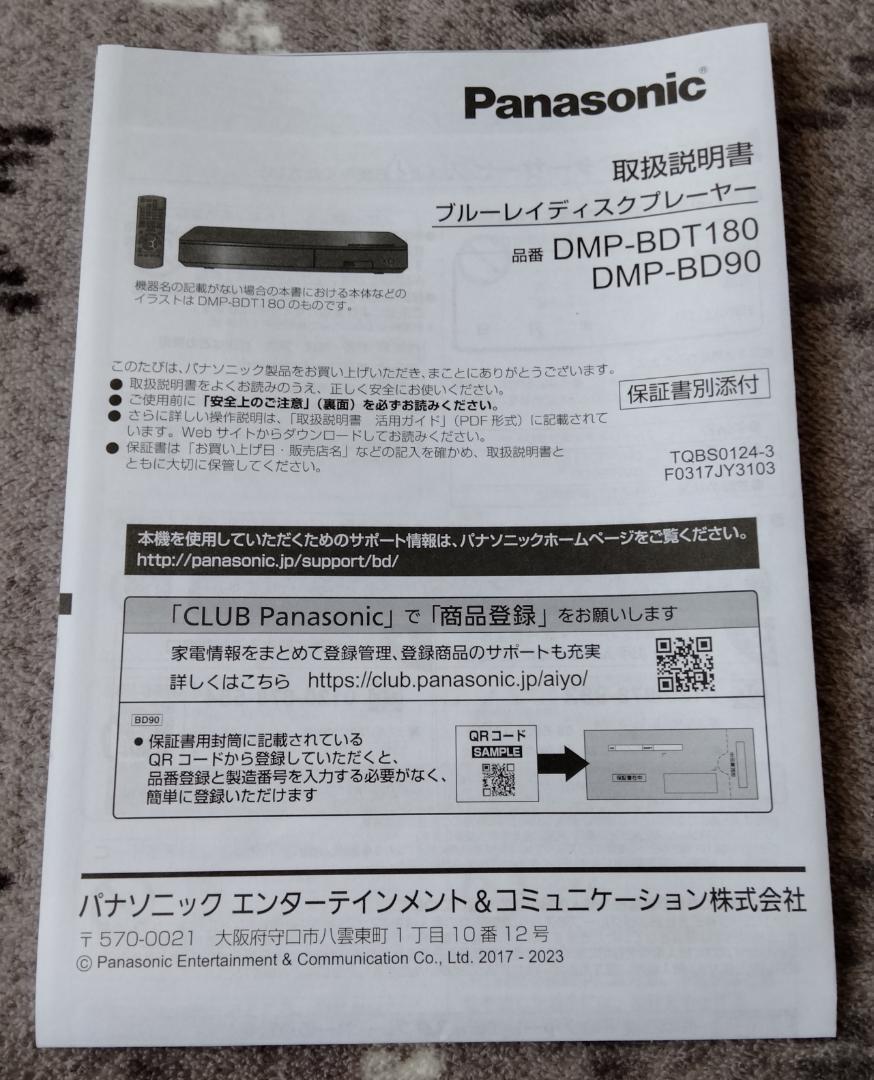 Panasonic®
取扱説明書
ブルーレイディスクプレーヤー
品番 DMP-BDT180
DMP-BD90
機器名の記載がない場合の本書における本体などの
イラストは DMP-BDT180 のものです。
このたびは、パナソニック製品をお買い上げいただき、まことにありがとうございます。
● 取扱説明書をよくお読みのうえ、正しく安全にお使いください。
● ご使用前に「安全上のご注意」(裏面)を必ずお読みください。
● さらに詳しい操作説明は、「取扱説明書 活用ガイド」(PDF 形式)に記載されて
います。Web サイトからダウンロードしてお読みください。
● 保証書は「お買い上げ日・販売店名」などの記入を確かめ、取扱説明書と
ともに大切に保管してください。
保証書別添付
TQBS0124-3
F0317JY3103
本機を使用していただくためのサポート情報は、パナソニックホームページをご覧ください。
http://panasonic.jp/support/bd/
「CLUB Panasonic」で「商品登録」をお願いします
家電情報をまとめて登録管理、登録商品のサポートも充実
詳しくはこちら https://club.panasonic.jp/aiyo/
BD90
● 保証書用封筒に記載されている
QR コードから登録していただくと、
品番登録と製造番号を入力する必要がなく、
簡単に登録いただけます
QRコード
SAMPLE
保証書在中
パナソニック エンターテインメント&コミュニケーション株式会社
〒570-0021 大阪府守口市八雲東町1丁目10番12号
© Panasonic Entertainment & Communication Co., Ltd. 2017 - 2023